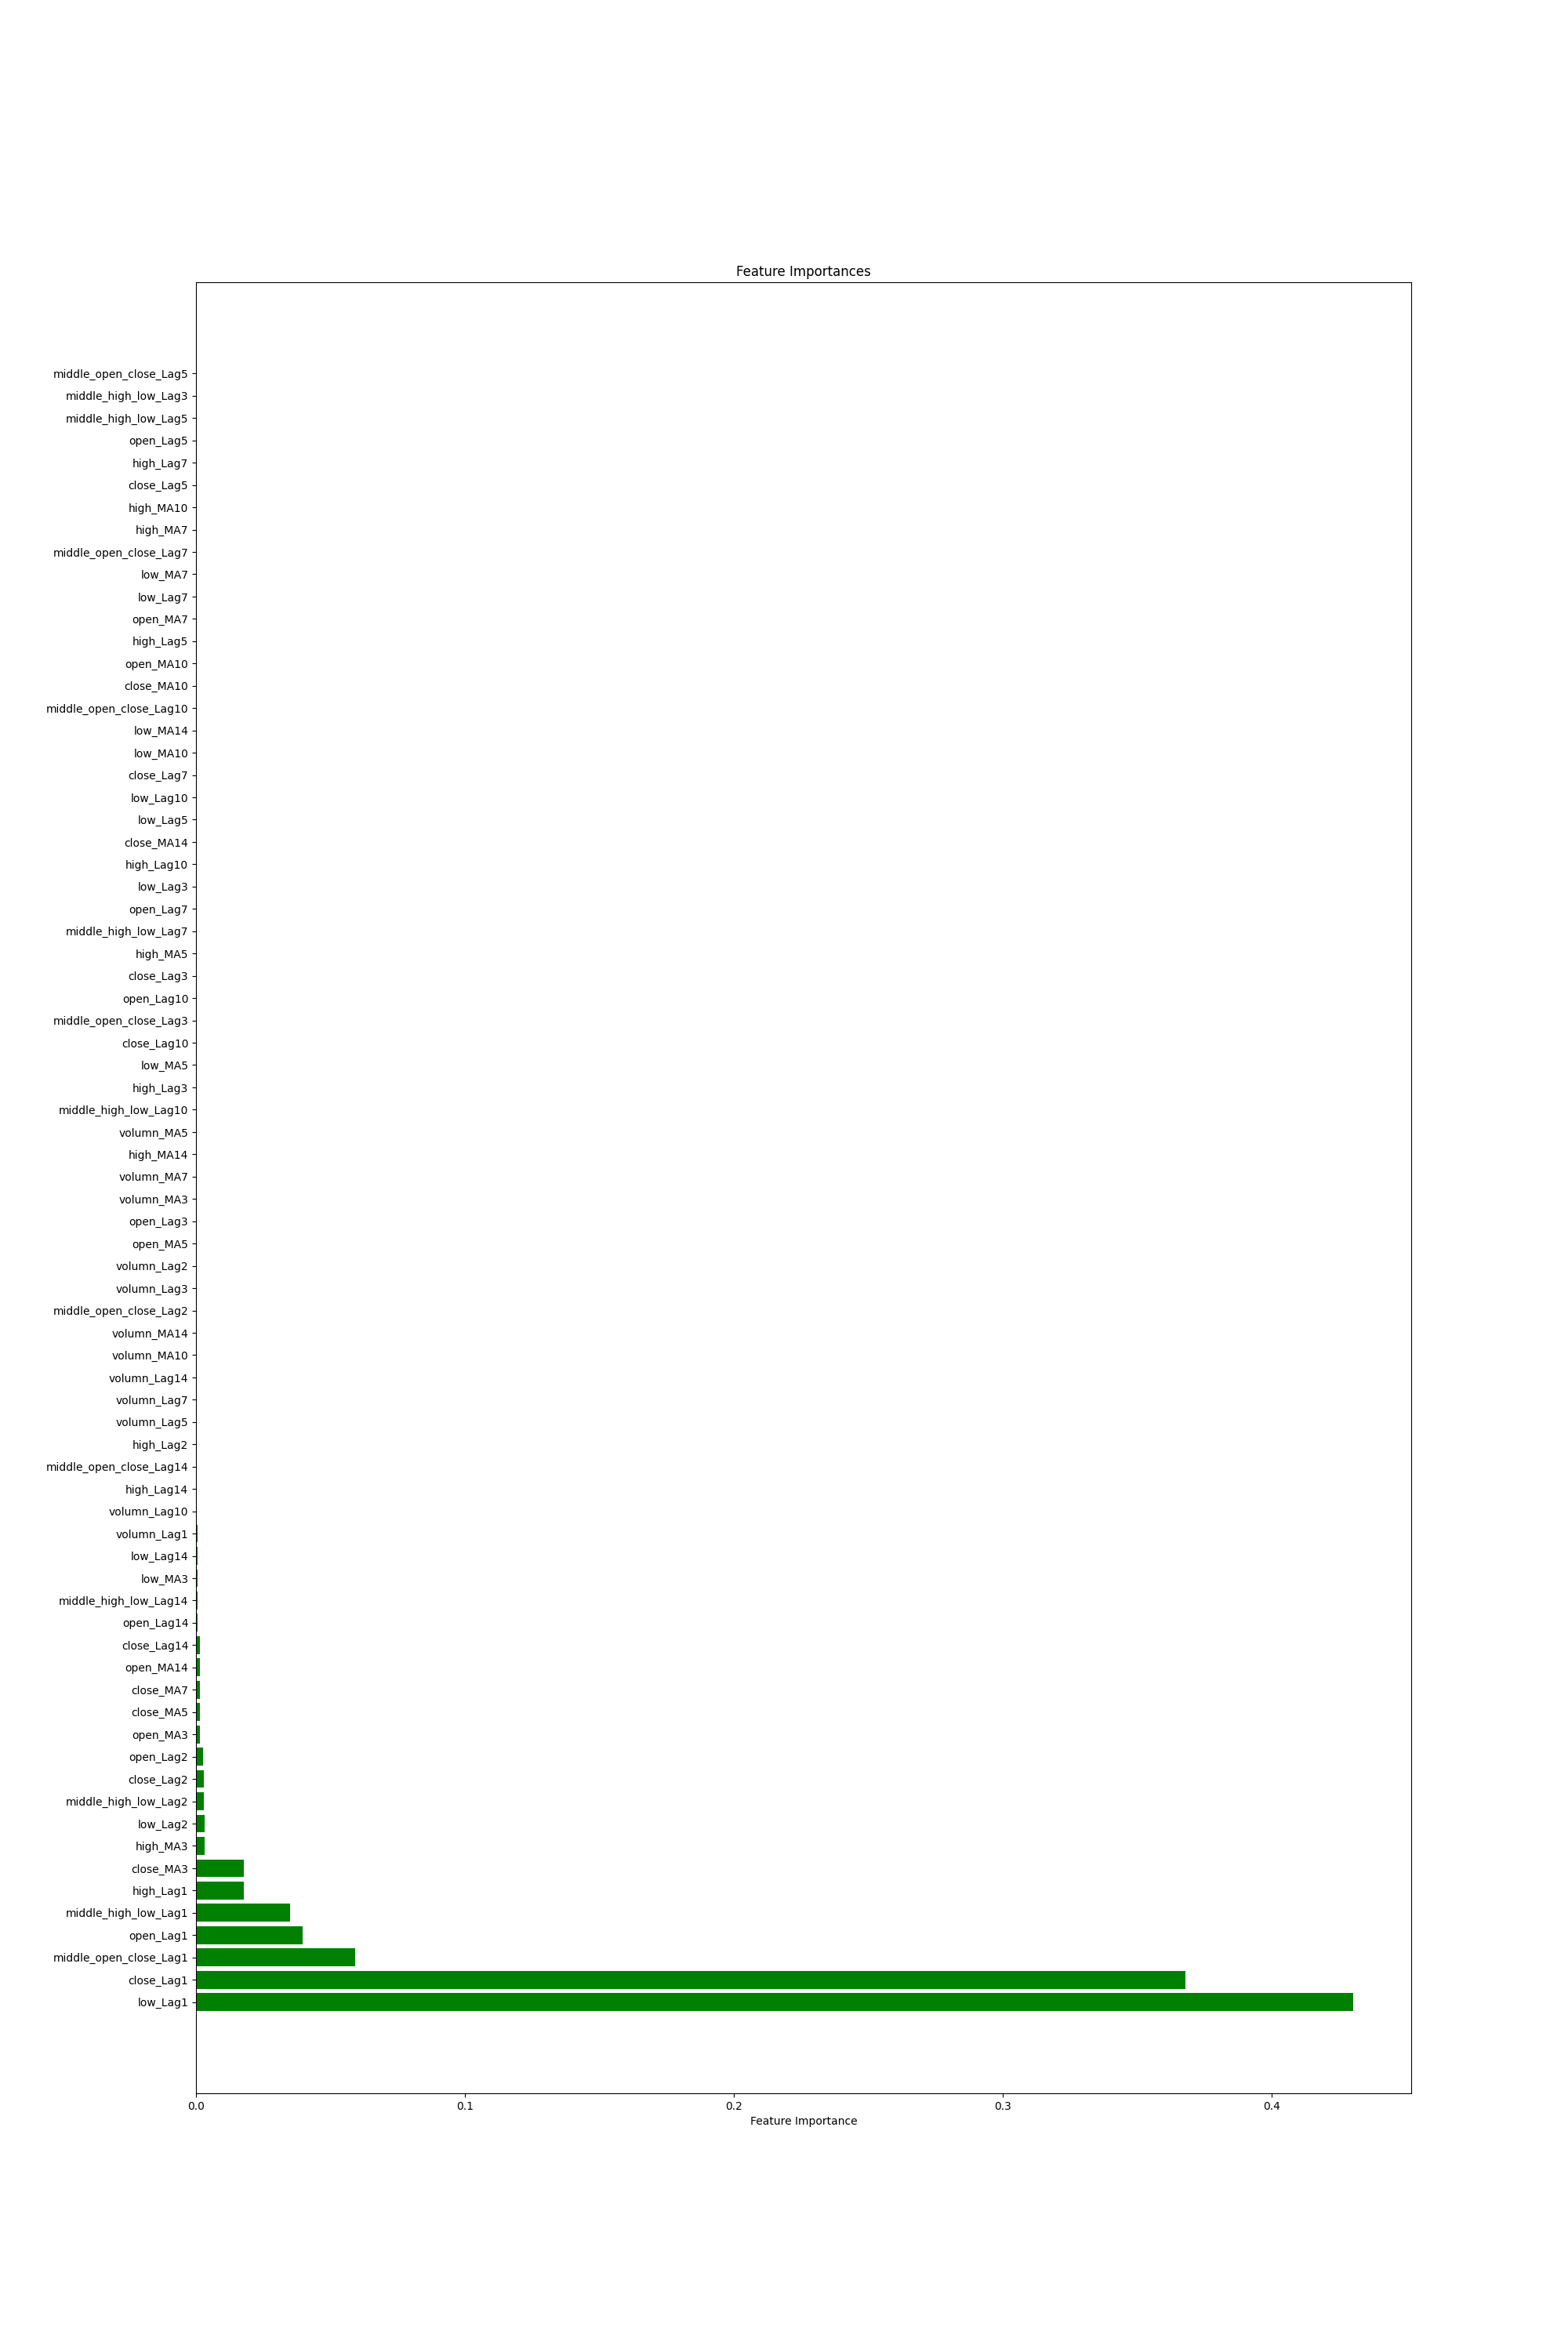 Feature Importances
middle_open_close_Lag5
middle_high_low_Lag3
middle_high_low_Lag5
open_Lag5
high_Lag7
close_Lag5
high_MA10
high_MA7
middle_open_close_Lag7
low_MA7
low_Lag7
open_MA7
high_Lag5
open_MA10
close_MA10
middle_open_close_Lag10
low_MA14
low_MA10
close_Lag7
low_Lag10
low_Lag5
close_MA14
high_Lag10
low_Lag3
open_Lag7
middle_high_low_Lag7
high_MA5
close_Lag3
open_Lag10
middle_open_close_Lag3
close_Lag10
low_MA5
high_Lag3
middle_high_low_Lag10
volumn_MA5
high_MA14
volumn_MA7
volumn_MA3
open_Lag3
open_MA5
volumn_Lag2
volumn_Lag3
middle_open_close_Lag2
volumn_MA14
volumn_MA10
volumn_Lag14
volumn_Lag7
volumn_Lag5
high_Lag2
middle_open_close_Lag14
high_Lag14
volumn_Lag10
volumn_Lag1
low_Lag14
low_MA3
middle_high_low_Lag14
open_Lag14
close_Lag14
open_MA14
close_MA7
close_MA5
open_MA3
open_Lag2
close_Lag2
middle_high_low_Lag2
low_Lag2
high_MA3
close_MA3
high_Lag1
middle_high_low_Lag1
open_Lag1
middle_open_close_Lag1
close_Lag1
low_Lag1
0.0 0.1 0.2 0.3 0.4
Feature Importance